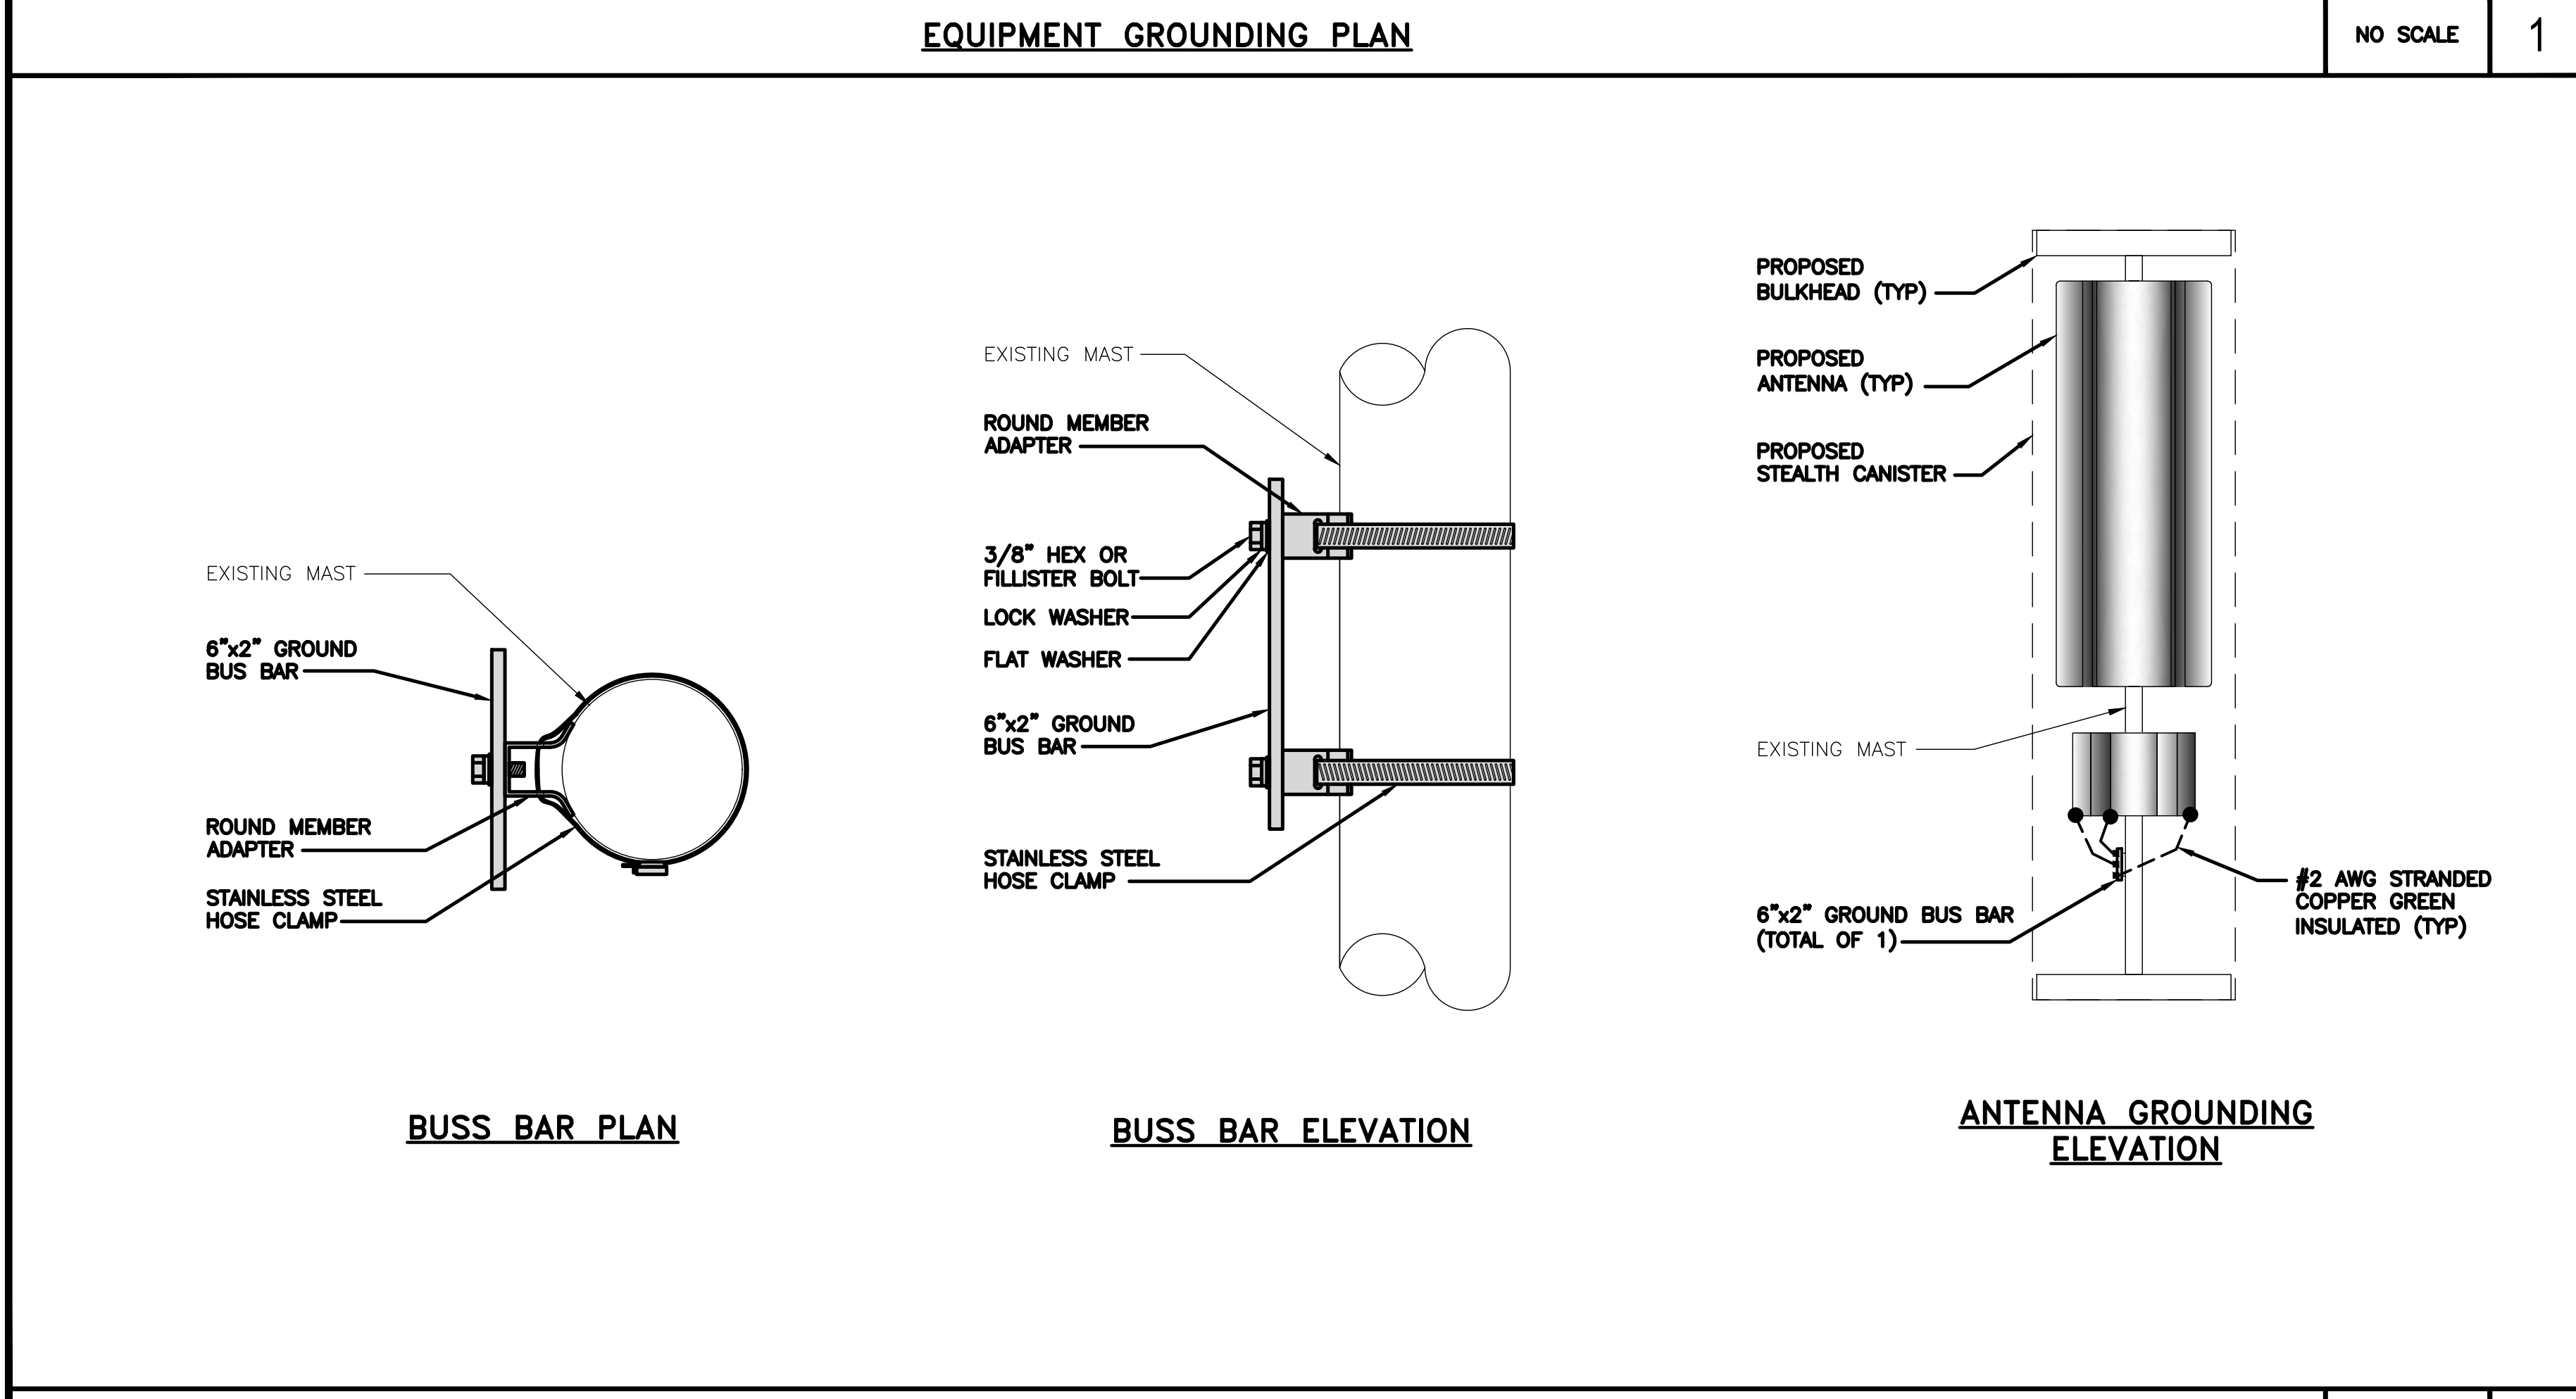 EQUIPMENT GROUNDING PLAN
NO SCALE
1
EXISTING MAST
6"x2" GROUND
BUS BAR
ROUND MEMBER
ADAPTER
STAINLESS STEEL
HOSE CLAMP
BUSS BAR PLAN
EXISTING MAST
ROUND MEMBER
ADAPTER
3/8" HEX OR
FILLISTER BOLT
LOCK WASHER
FLAT WASHER
6"x2" GROUND
BUS BAR
STAINLESS STEEL
HOSE CLAMP
BUSS BAR ELEVATION
PROPOSED
BULKHEAD (TYP)
PROPOSED
ANTENNA (TYP)
PROPOSED
STEALTH CANISTER
EXISTING MAST
6"x2" GROUND BUS BAR
(TOTAL OF 1)
#2 AWG STRANDED
COPPER GREEN
INSULATED (TYP)
ANTENNA GROUNDING
ELEVATION